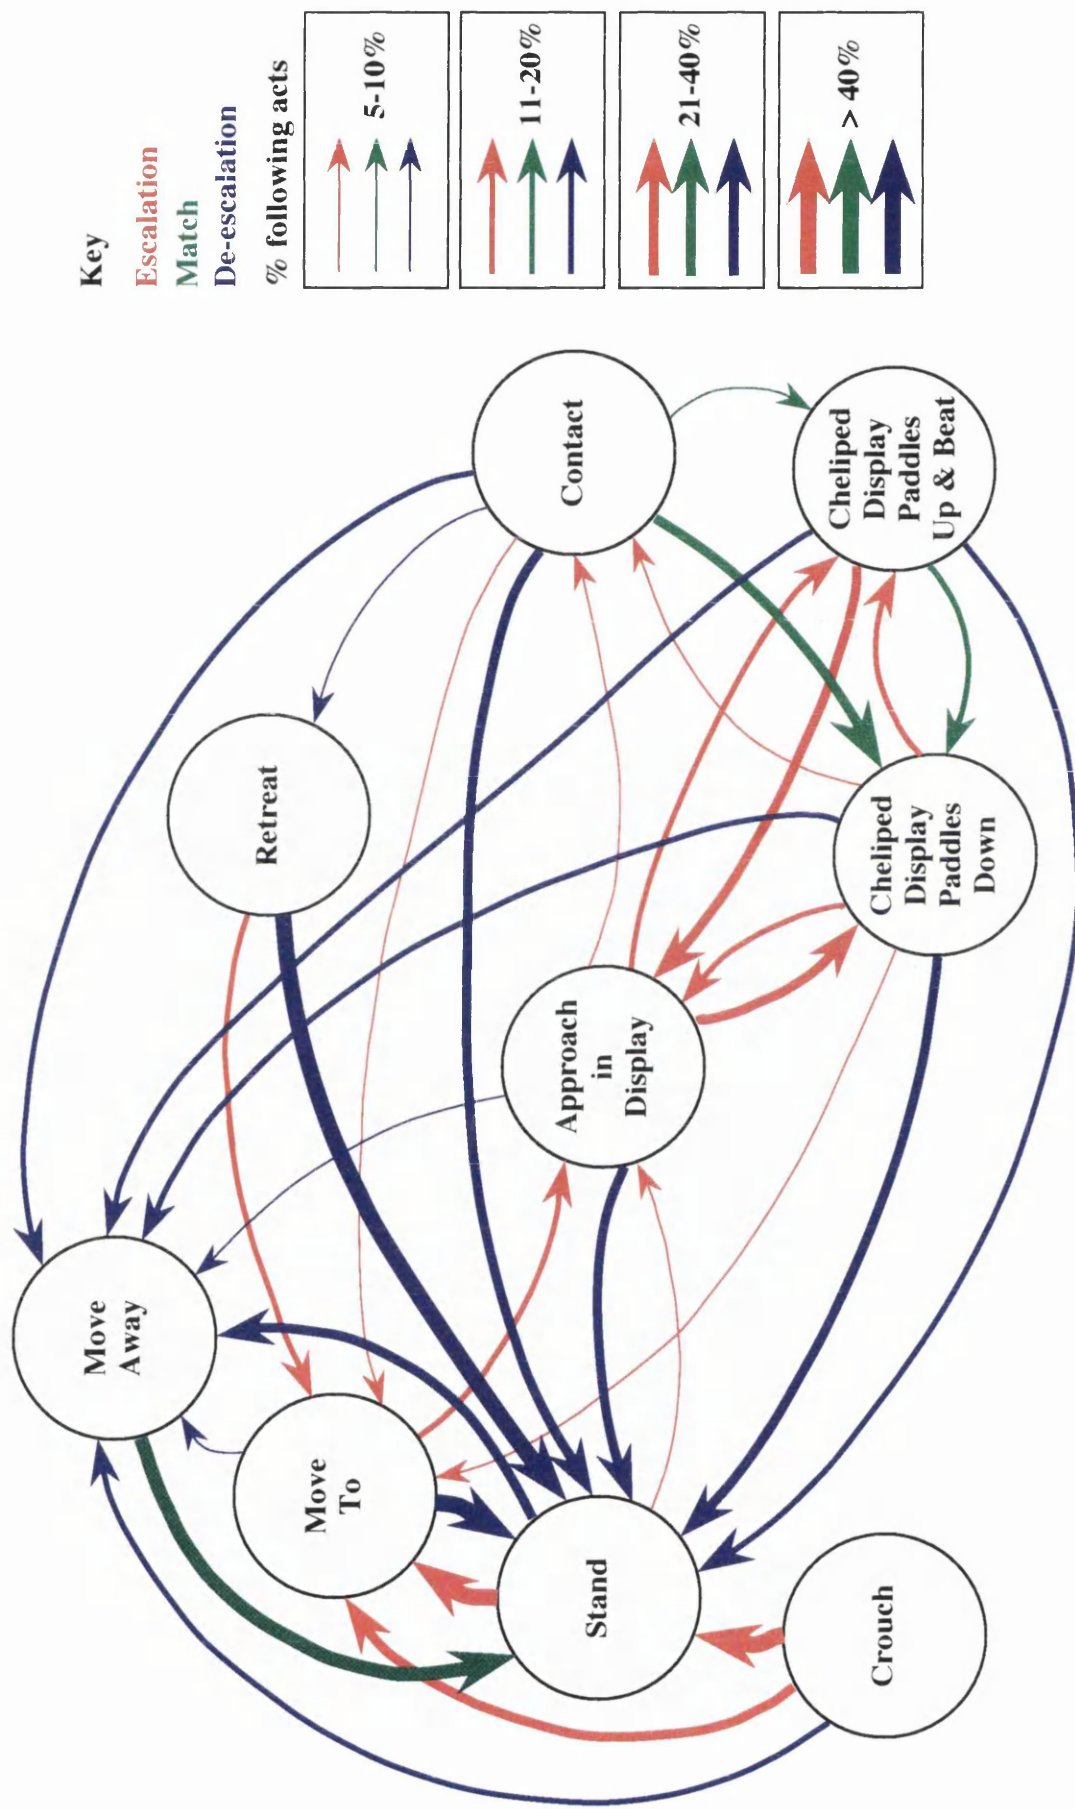 Key
Escalation
Match
De-escalation
% following acts
5-10%
11-20%
21-40%
> 40%
Move
Away
Retreat
Contact
Move
To
Approach
in
Display
Stand
Crouch
Cheliped
Display
Paddles
Down
Cheliped
Display
Paddles
Up & Beat